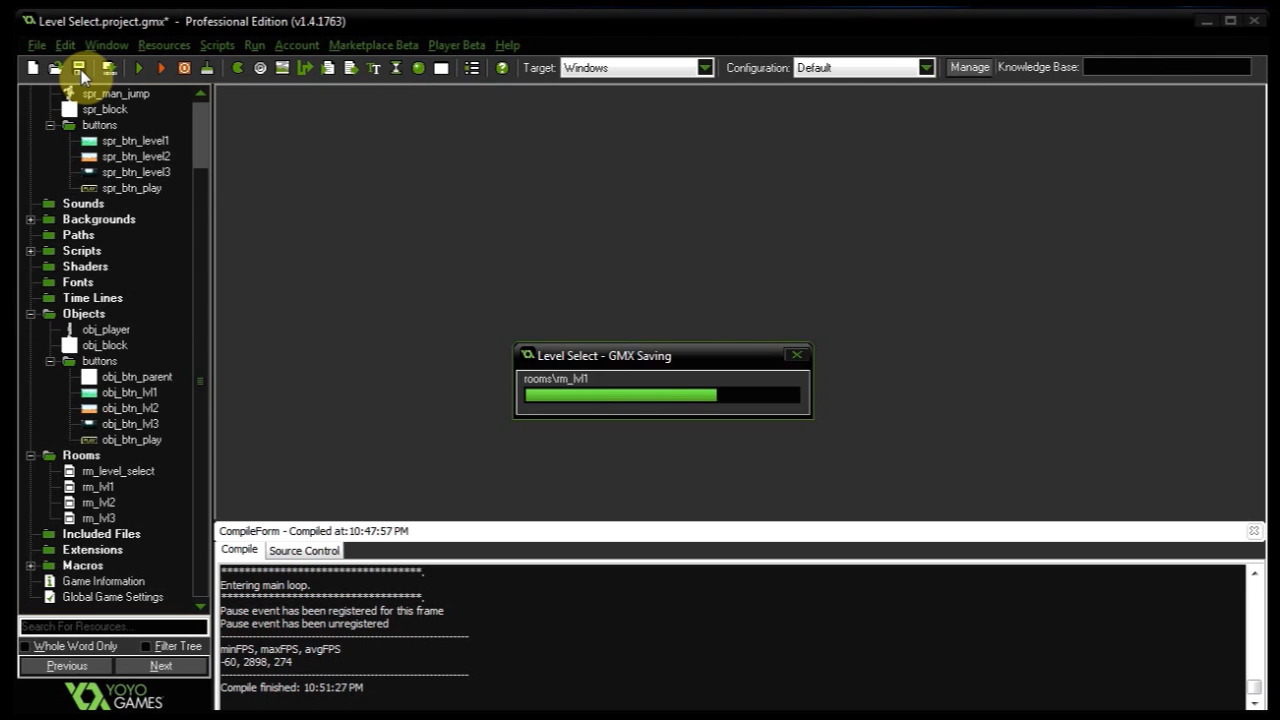 Level Select.project.gmx* - Professional Edition (v1.4.1763)
File Edit Window Resources Scripts Run Account Marketplace Beta Player Beta Help
Target: Windows Configuration: Default Manage Knowledge Base:
spr_man_jump
spr_block
buttons
spr_btn_level1
spr_btn_level2
spr_btn_level3
spr_btn_play
Sounds
Backgrounds
Paths
Scripts
Shaders
Fonts
Time Lines
Objects
obj_player
obj_block
buttons
obj_btn_parent
obj_btn_lvl1
obj_btn_lvl2
obj_btn_lvl3
obj_btn_play
Rooms
rm_level_select
rm_lvl1
rm_lvl2
rm_lvl3
Included Files
Extensions
Macros
Game Information
Global Game Settings
Search For Resources...
Whole Word Only Filter Tree
Previous Next
YOYO
GAMES
Level Select - GMX Saving
rooms\rm_lvl1
CompileForm - Compiled at:10:47:57 PM
Compile Source Control
***********************************.
Entering main loop.
***********************************.
Pause event has been registered for this frame
Pause event has been unregistered
-------------------------------------------------------
minFPS, maxFPS, avgFPS
-60, 2898, 274
-------------------------------------------------------
Compile finished: 10:51:27 PM